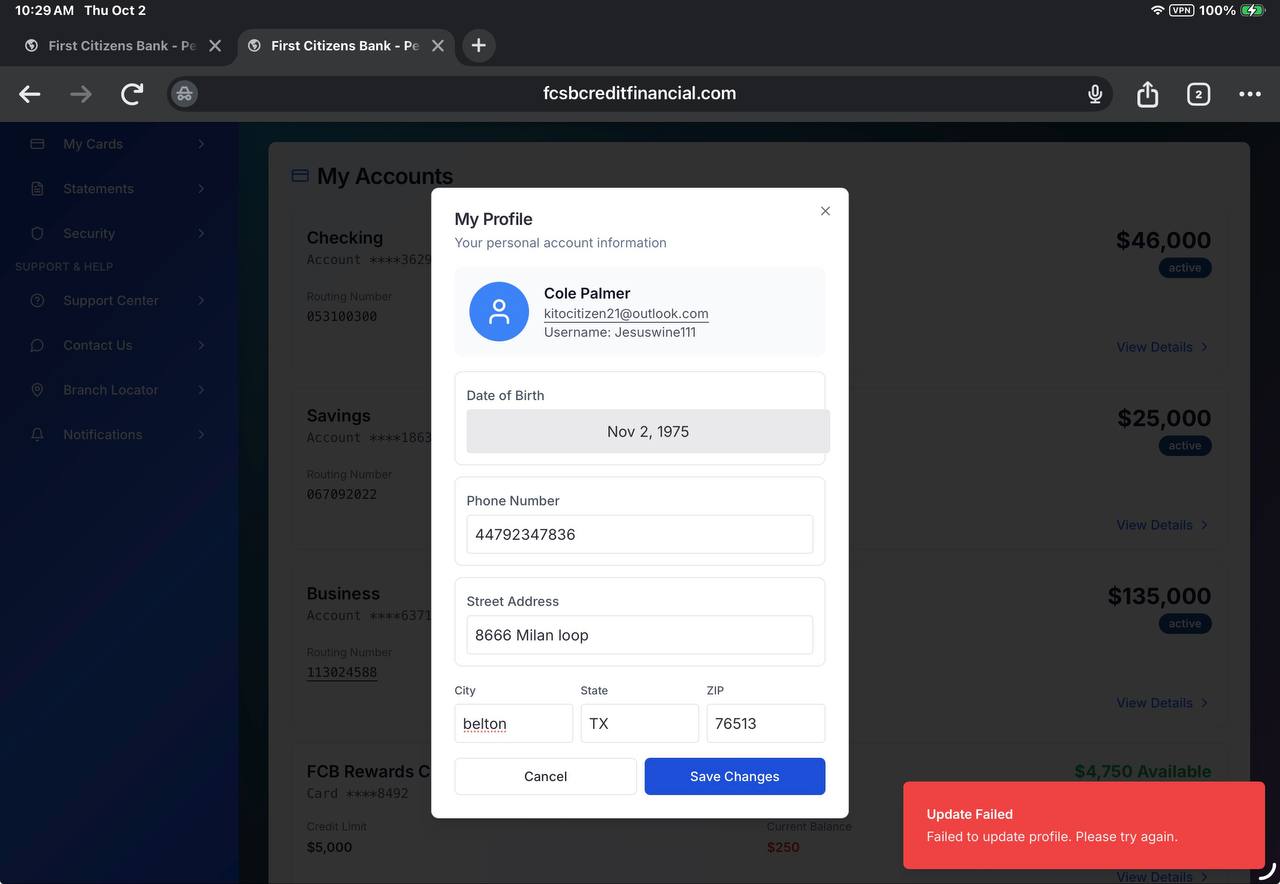 10:29 AM Thu Oct 2
VPN 100%
First Citizens Bank - Pe
First Citizens Bank - Pe
fcsbcreditfinancial.com
2
My Cards
Statements
Security
SUPPORT & HELP
Support Center
Contact Us
Branch Locator
Notifications
My Accounts
Checking
Account ****3629
Routing Number
053100300
$46,000
active
View Details
Savings
Account ****1863
Routing Number
067092022
$25,000
active
View Details
Business
Account ****6371
Routing Number
113024588
$135,000
active
View Details
FCB Rewards C
Card ****8492
$4,750 Available
Credit Limit
$5,000
Current Balance
$250
View Details
My Profile
Your personal account information
Cole Palmer
kitocitizen21@outlook.com
Username: Jesuswine111
Date of Birth
Nov 2, 1975
Phone Number
44792347836
Street Address
8666 Milan loop
City State ZIP
belton TX 76513
Cancel Save Changes
Update Failed
Failed to update profile. Please try again.